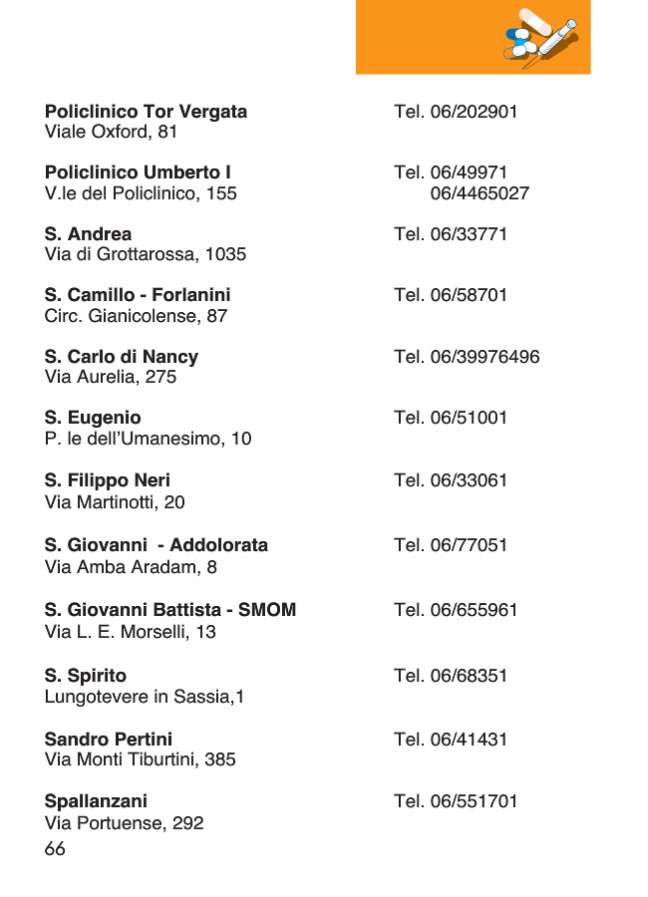 Policlinico Tor Vergata Tel. 06/202901
Viale Oxford, 81
Policlinico Umberto I Tel. 06/49971
V.le del Policlinico, 155 06/4465027
S. Andrea Tel. 06/33771
Via di Grottarossa, 1035
S. Camillo - Forlanini Tel. 06/58701
Circ. Gianicolense, 87
S. Carlo di Nancy Tel. 06/39976496
Via Aurelia, 275
S. Eugenio Tel. 06/51001
P. le dell'Umanesimo, 10
S. Filippo Neri Tel. 06/33061
Via Martinotti, 20
S. Giovanni  - Addolorata Tel. 06/77051
Via Amba Aradam, 8
S. Giovanni Battista - SMOM Tel. 06/655961
Via L. E. Morselli, 13
S. Spirito Tel. 06/68351
Lungotevere in Sassia,1
Sandro Pertini Tel. 06/41431
Via Monti Tiburtini, 385
Spallanzani Tel. 06/551701
Via Portuense, 292
66